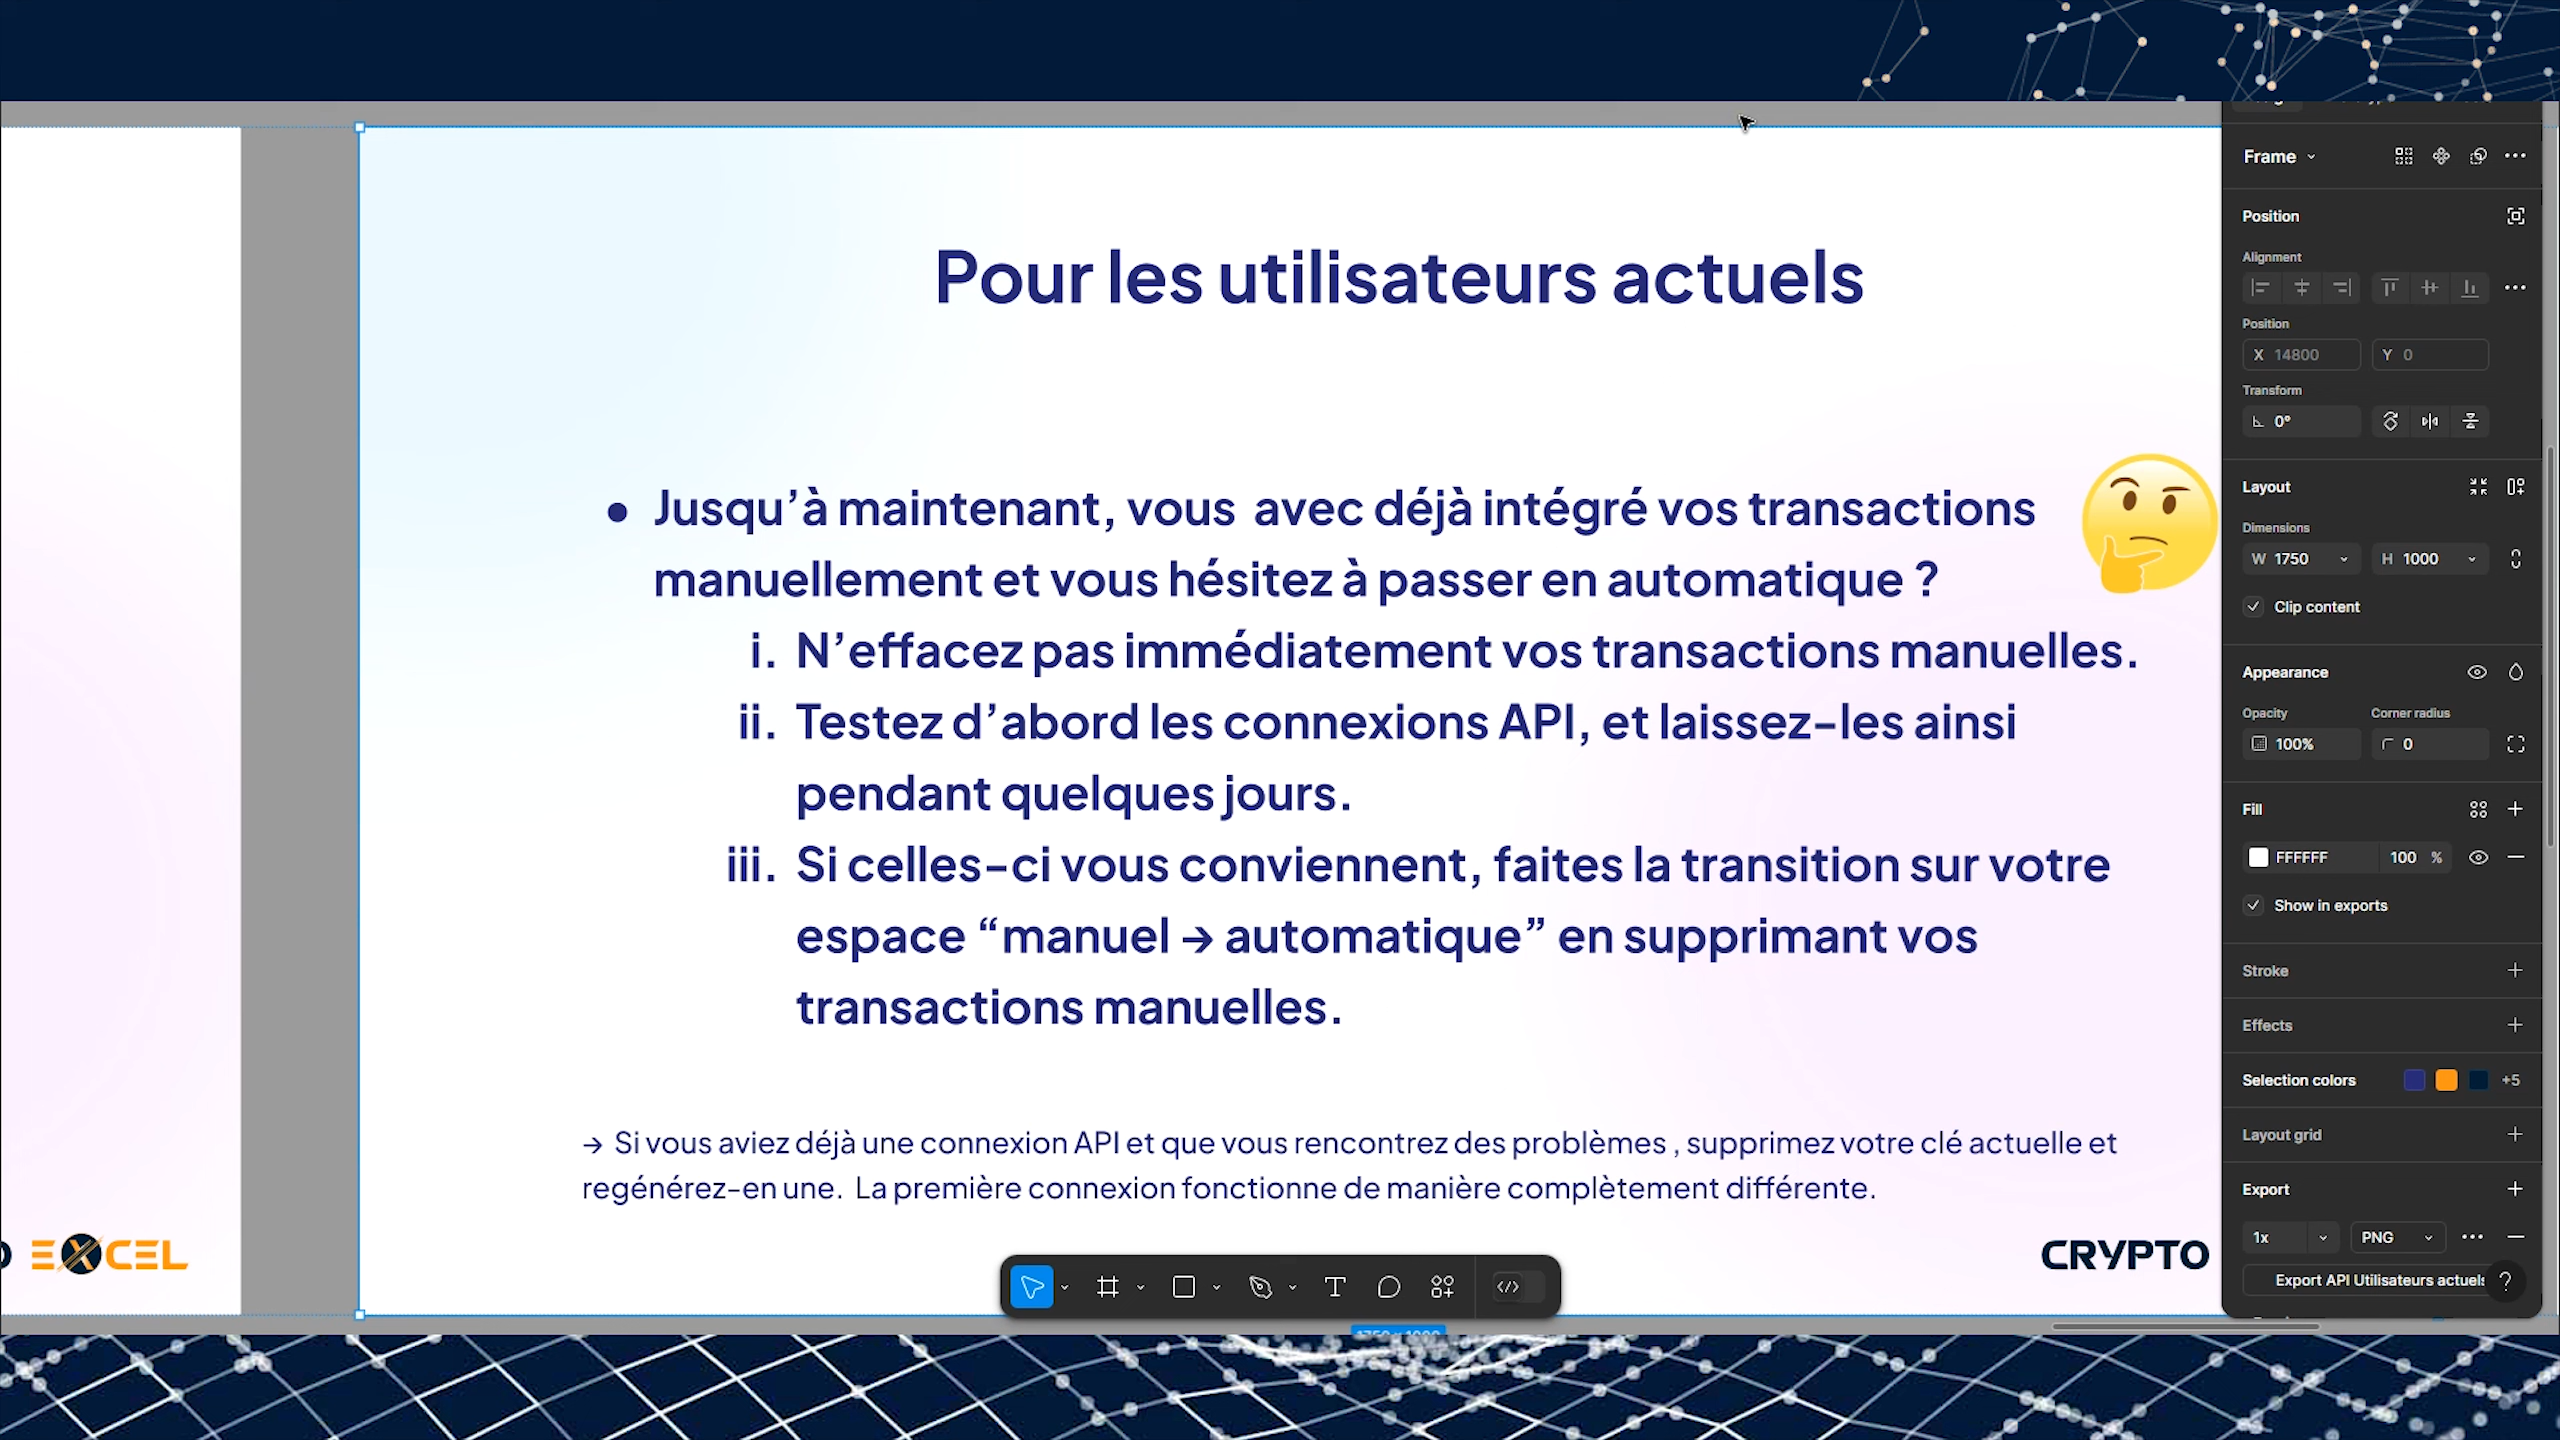 Pour les utilisateurs actuels
● Jusqu’à maintenant, vous  avec déjà intégré vos transactions
manuellement et vous hésitez à passer en automatique ?
i. N’effacez pas immédiatement vos transactions manuelles.
ii. Testez d’abord les connexions API, et laissez-les ainsi
pendant quelques jours.
iii. Si celles-ci vous conviennent, faites la transition sur votre
espace “manuel → automatique” en supprimant vos
transactions manuelles.
→ Si vous aviez déjà une connexion API et que vous rencontrez des problèmes , supprimez votre clé actuelle et
regénérez-en une.  La première connexion fonctionne de manière complètement différente.
EXCEL
CRYPTO
Frame
Position
Alignment
Position
X 14800
Y 0
Transform
0°
Layout
Dimensions
W 1750
H 1000
Clip content
Appearance
Opacity
Corner radius
100%
0
Fill
FFFFFF 100 %
Show in exports
Stroke
Effects
Selection colors
+5
Layout grid
Export
1x
PNG
Export API Utilisateurs actuels
?